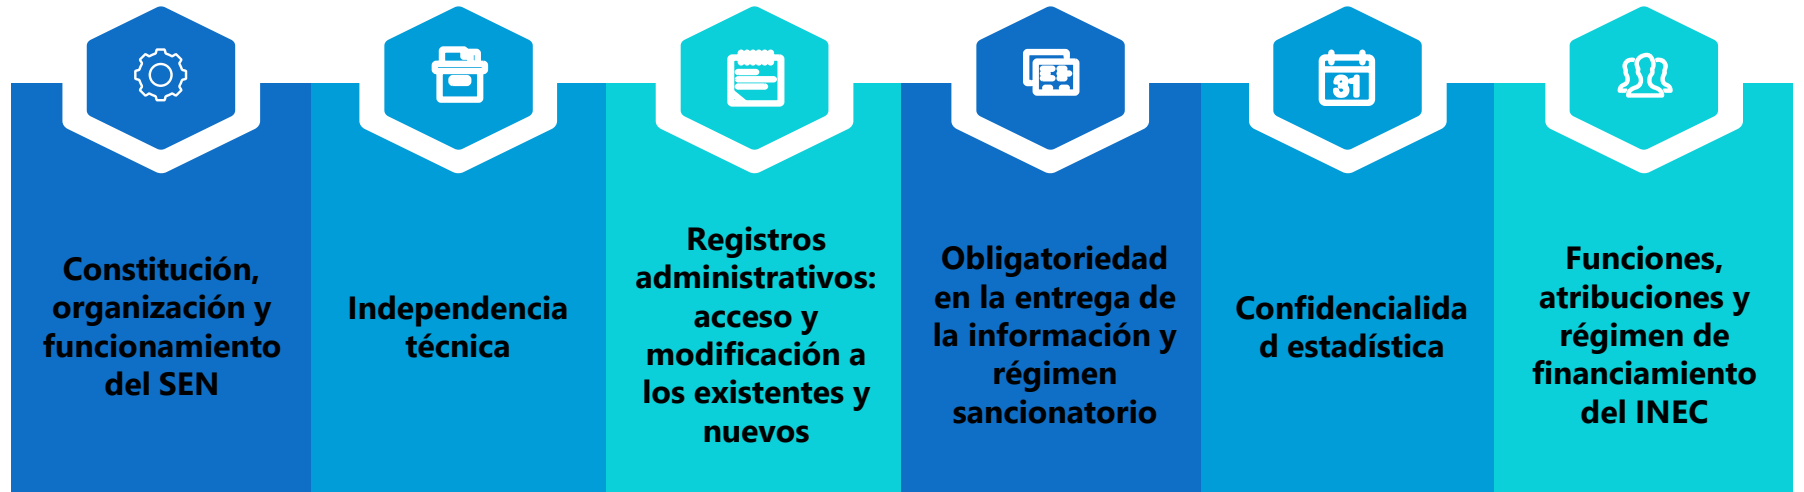 31
Constitución,
organización y
funcionamiento
del SEN
Independencia
técnica
Registros
administrativos:
acceso y
modificación a
los existentes y
nuevos
Obligatoriedad
en la entrega de
la información y
régimen
sancionatorio
Confidencialida
d estadística
Funciones,
atribuciones y
régimen de
financiamiento
del INEC